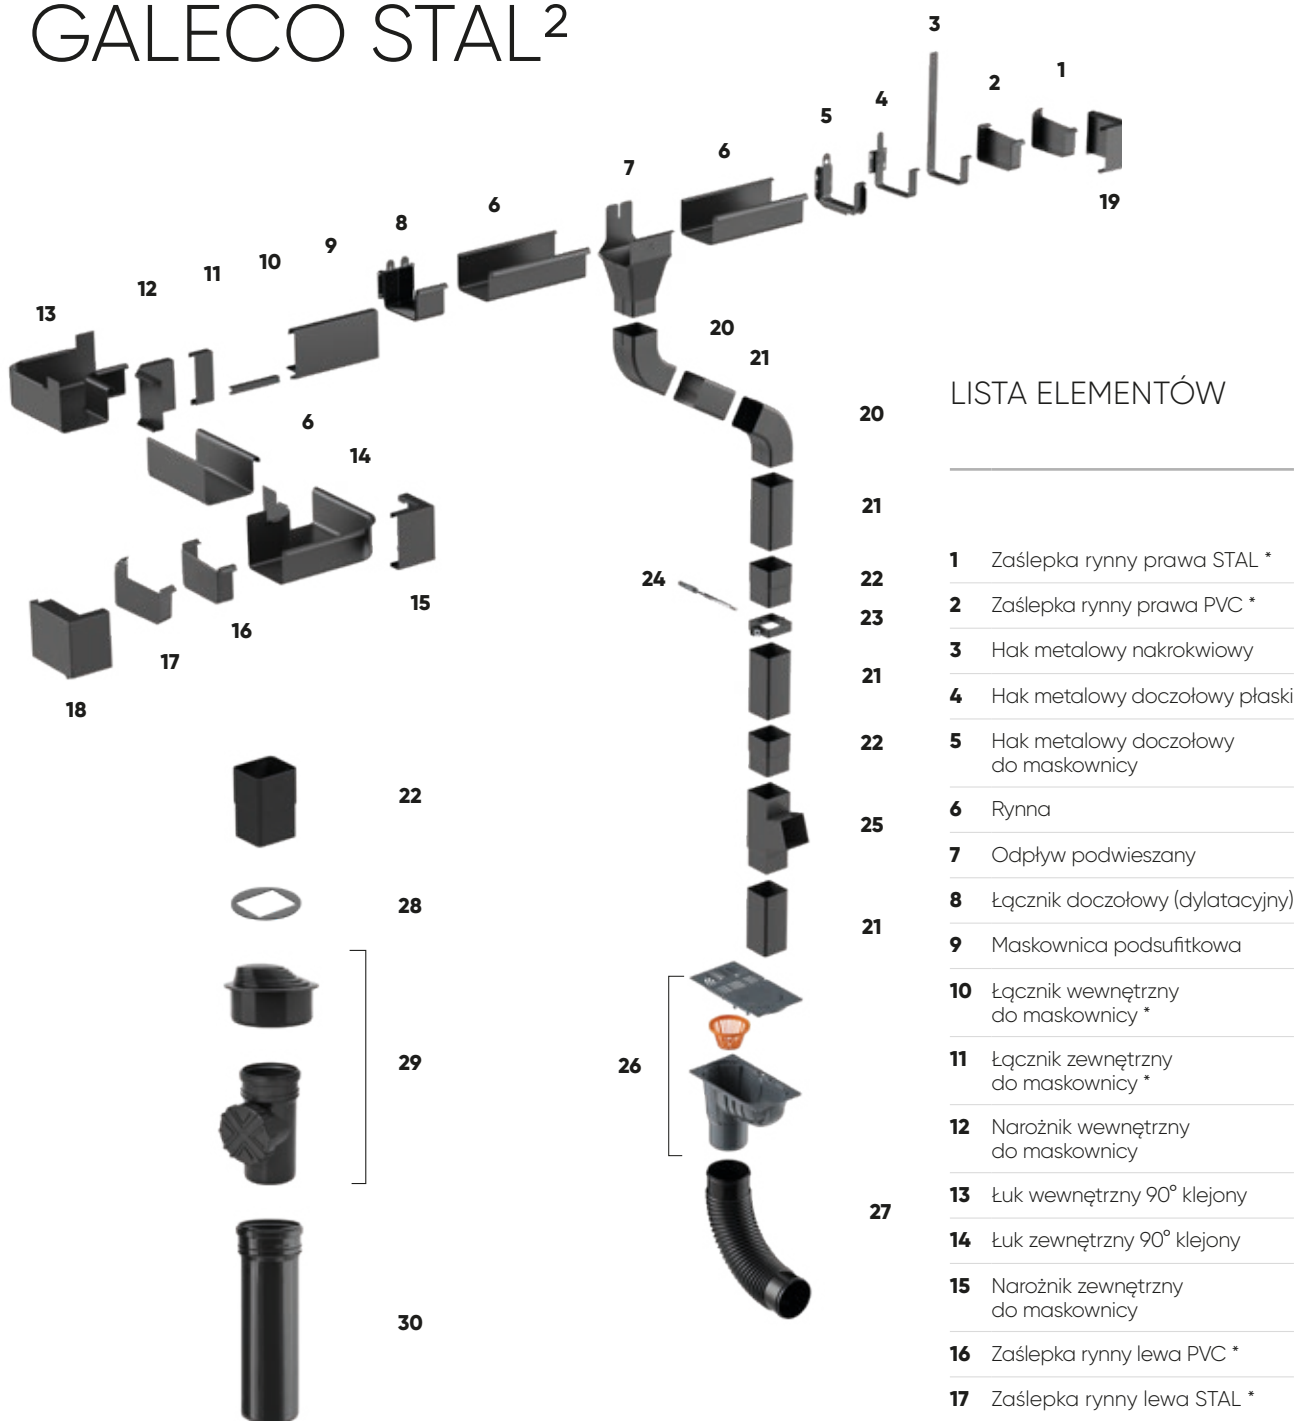 GALECO STAL²
3
1
2
4
5
6
7
19
6
8
9
10
11
12
13
20
21
20
6
14
21
15
24
22
23
16
17
21
18
22
22
25
28
21
29
26
27
30
LISTA ELEMENTÓW
1 Zaślepka rynny prawa STAL *
2 Zaślepka rynny prawa PVC *
3 Hak metalowy nakrokwiowy
4 Hak metalowy doczołowy płaski
5 Hak metalowy doczołowy
do maskownicy
6 Rynna
7 Odpływ podwieszany
8 Łącznik doczołowy (dylatacyjny)
9 Maskownica podsufitkowa
10 Łącznik wewnętrzny
do maskownicy *
11 Łącznik zewnętrzny
do maskownicy *
12 Narożnik wewnętrzny
do maskownicy
13 Łuk wewnętrzny 90° klejony
14 Łuk zewnętrzny 90° klejony
15 Narożnik zewnętrzny
do maskownicy
16 Zaślepka rynny lewa PVC *
17 Zaślepka rynny lewa STAL *